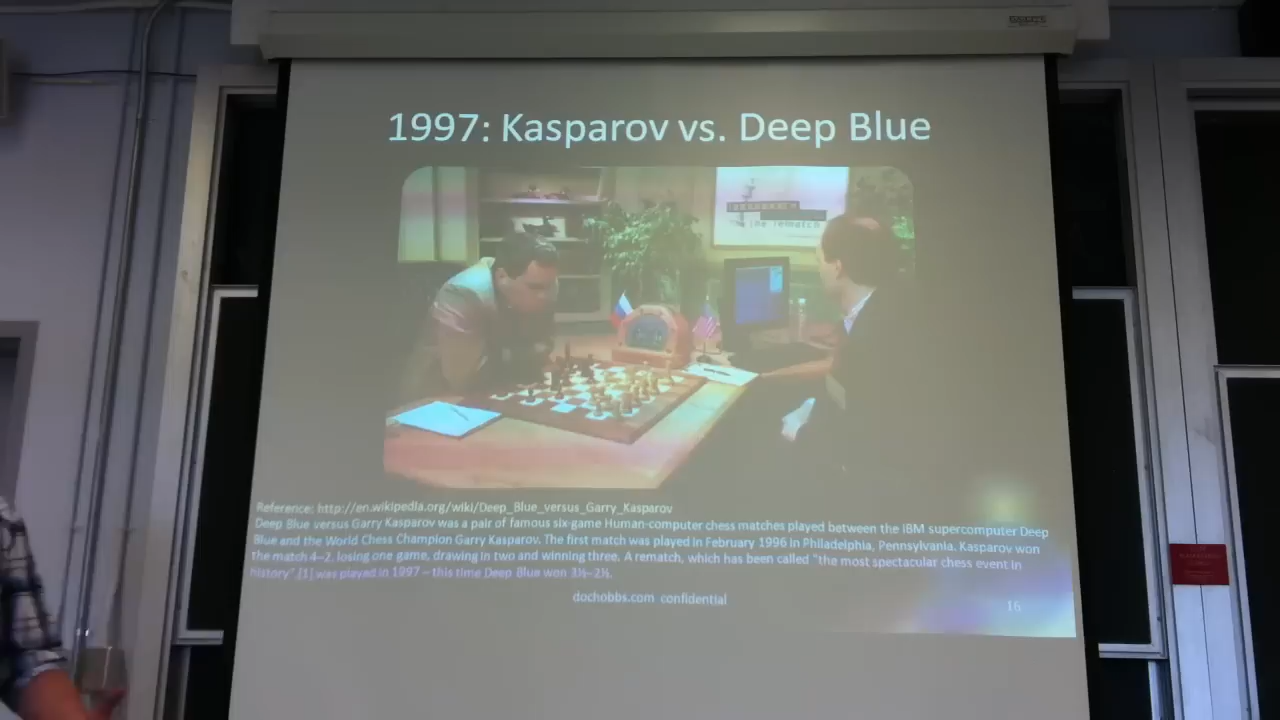 1997: Kasparov vs. Deep Blue
the rematch
Reference: http://en.wikipedia.org/wiki/Deep_Blue_versus_Garry_Kasparov
Deep Blue versus Garry Kasparov was a pair of famous six-game Human-computer chess matches played between the IBM supercomputer Deep
Blue and the World Chess Champion Garry Kasparov. The first match was played in February 1996 in Philadelphia, Pennsylvania. Kasparov won
the match 4–2, losing one game, drawing in two and winning three. A rematch, which has been called "the most spectacular chess event in
history",[1] was played in 1997 – this time Deep Blue won 3½–2½.
dochobbs.com confidential
16